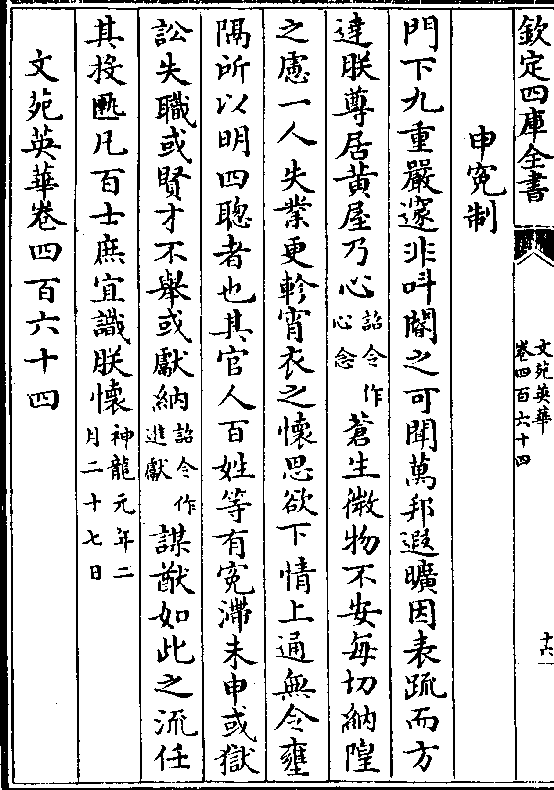 欽定四庫全書
文苑英華
卷四百六十四
十六
申寃制
門下九重嚴邃非呌閽之可聞萬邦遐曠因表疏而方
達朕尊居黃屋乃心詔令作心念蒼生微物不安每切納隍
之慮一人失業更軫宵衣之懷思欲下情上通無令壅
隔所以明四聰者也其官人百姓等有寃滯未申或獄
訟失職或賢才不舉或獻納詔令作進獻謀猷如此之流任
其投匭凡百士庶宜識朕懷神龍元年二月二十七日
文苑英華卷四百六十四